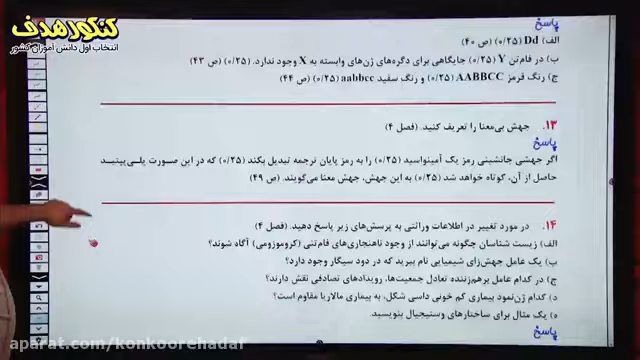 کنکور هدف
انتخاب اول دانش آموزان کشور
پاسخ
الف) Dd (۰/۲۵) (ص ۴۰)
ب) در فام‌تن Y (۰/۲۵) جایگاهی برای دگره‌های ژن‌های وابسته به X وجود ندارد. (۰/۲۵) (ص ۴۳)
ج) رنگ قرمز AABBCC (۰/۲۵) و رنگ سفید aabbcc (۰/۲۵) (ص ۴۴)
۱۳. جهش بی‌معنا را تعریف کنید. (فصل ۴)
پاسخ
اگر جهشی جانشینی رمز یک آمینواسید (۰/۲۵) را به رمز پایان ترجمه تبدیل بکند (۰/۲۵) که در این صورت پلی‌پپتید
حاصل از آن، کوتاه خواهد شد (۰/۲۵) به این جهش، جهش معنا می‌گویند. (ص ۴۹)
۱۴. در مورد تغییر در اطلاعات وراثتی به پرسش‌های زیر پاسخ دهید. (فصل ۴)
الف) زیست شناسان چگونه می‌توانند از وجود ناهنجاری‌های فام‌تنی (کروموزومی) آگاه شوند؟
ب) یک عامل جهش‌زای شیمیایی نام ببرید که در دود سیگار وجود دارد؟
ج) در کدام عامل برهم‌زننده تعادل جمعیت‌ها، رویدادهای تصادفی نقش دارند؟
د) کدام ژن‌نمود بیماری کم خونی داسی شکل، به بیماری مالاریا مقاوم است؟
ه) یک مثال برای ساختارهای وستیجیال بنویسید.
پاسخ
aparat.com/konkoorehadaf